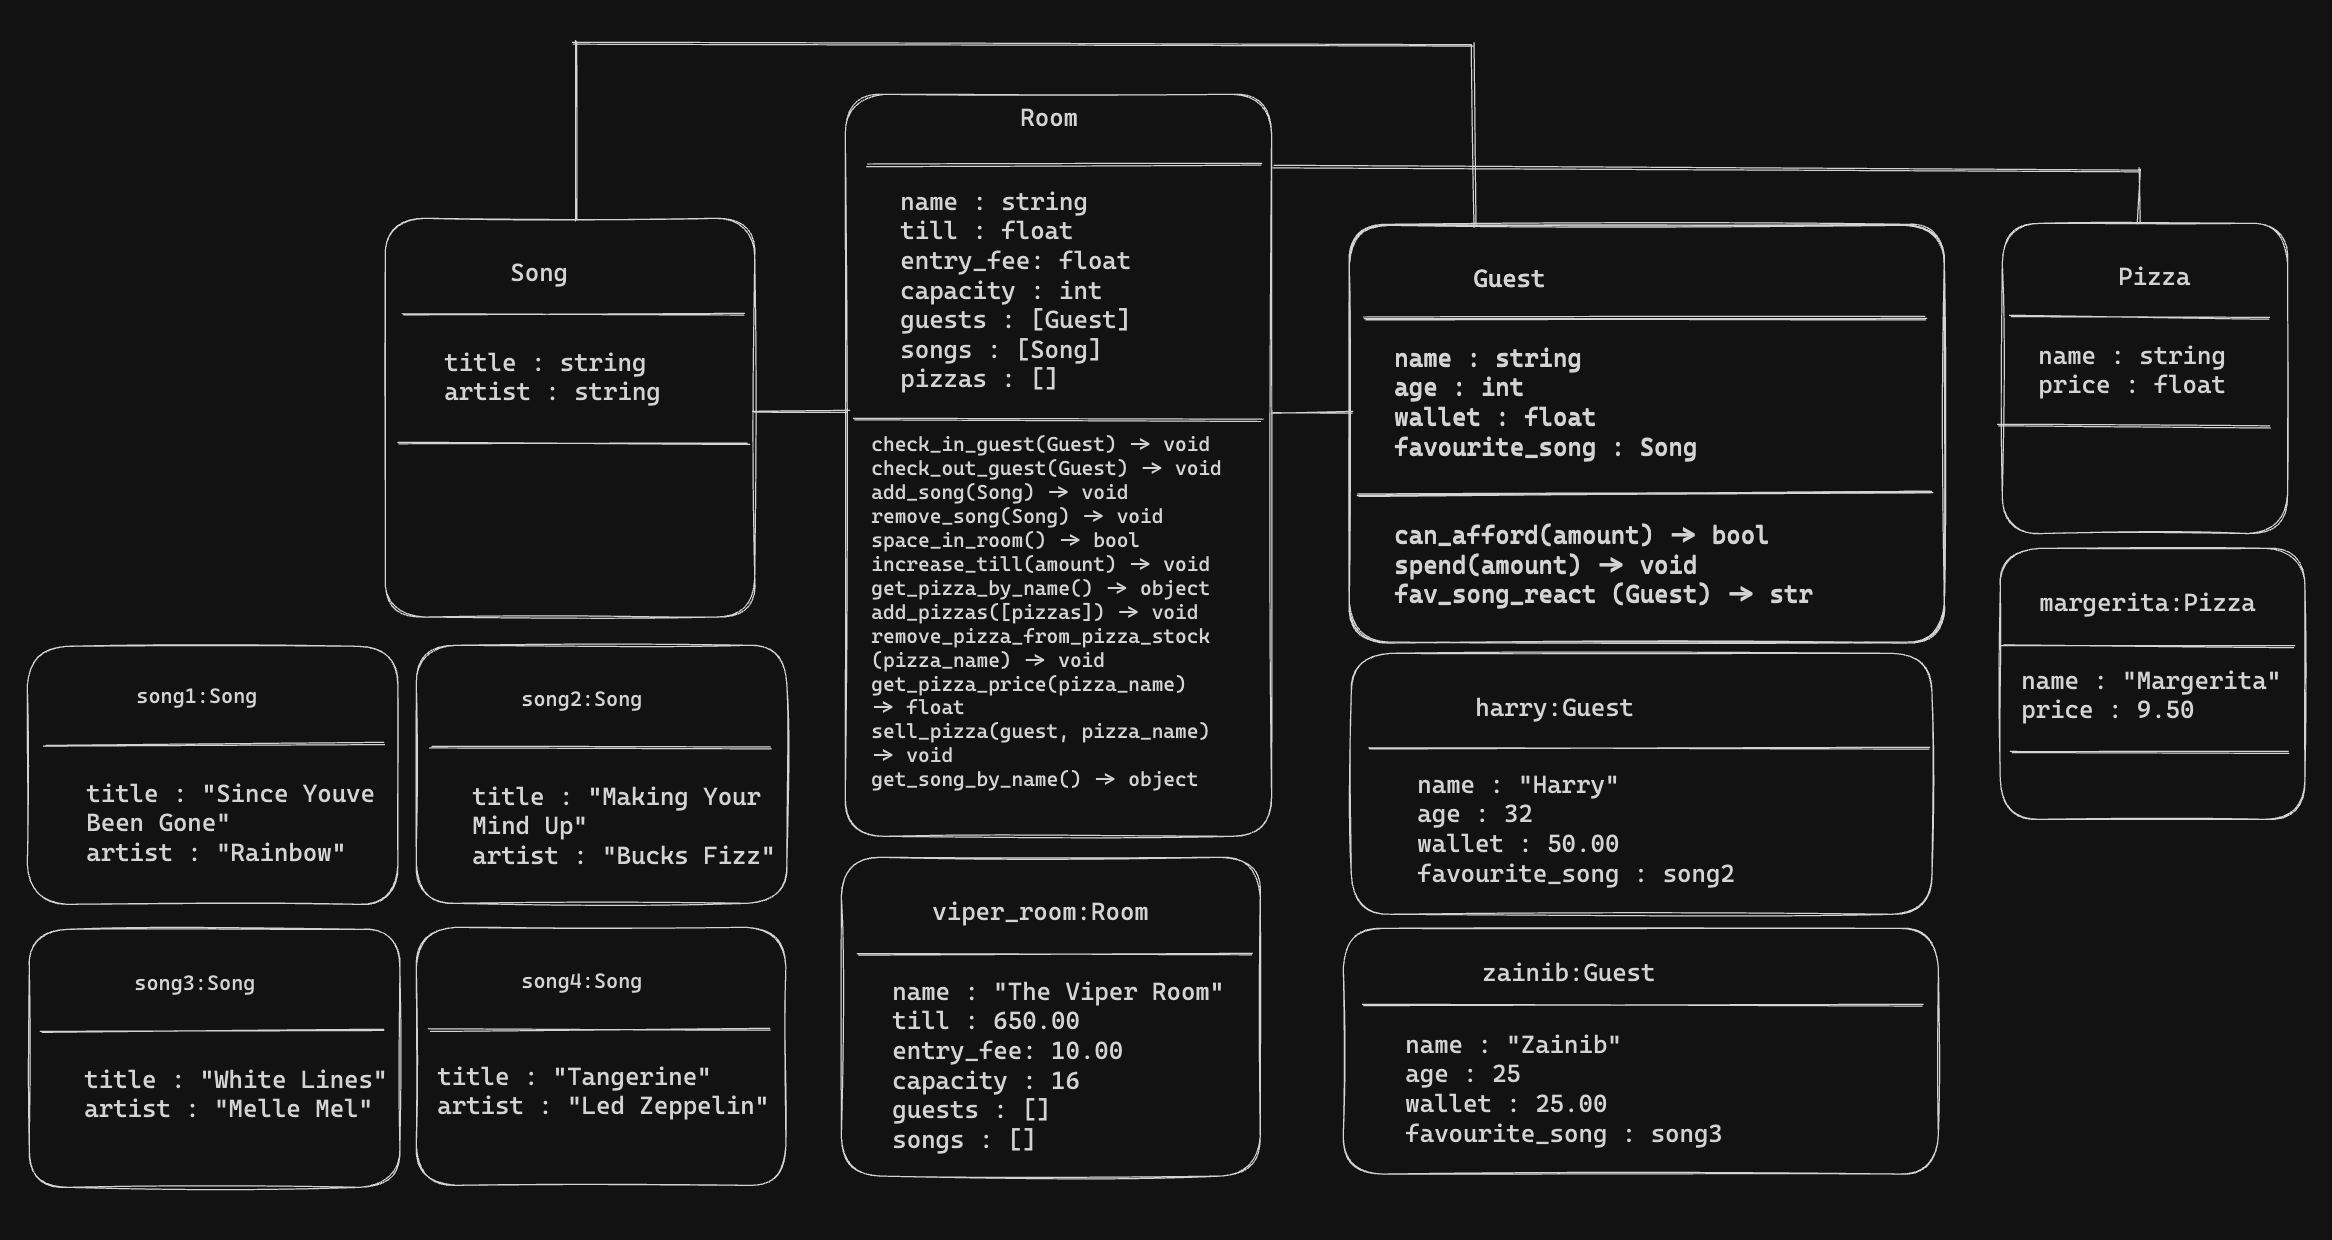 Room
name : string
till : float
entry_fee: float
capacity : int
guests : [Guest]
songs : [Song]
pizzas : []
check_in_guest(Guest) → void
check_out_guest(Guest) → void
add_song(Song) → void
remove_song(Song) → void
space_in_room() → bool
increase_till(amount) → void
get_pizza_by_name() → object
add_pizzas([pizzas]) → void
remove_pizza_from_pizza_stock
(pizza_name) → void
get_pizza_price(pizza_name)
→ float
sell_pizza(guest, pizza_name)
→ void
get_song_by_name() → object
Song
title : string
artist : string
Guest
name : string
age : int
wallet : float
favourite_song : Song
can_afford(amount) → bool
spend(amount) → void
fav_song_react (Guest) → str
Pizza
name : string
price : float
margerita:Pizza
name : "Margerita"
price : 9.50
song1:Song
title : "Since Youve
Been Gone"
artist : "Rainbow"
song2:Song
title : "Making Your
Mind Up"
artist : "Bucks Fizz"
song3:Song
title : "White Lines"
artist : "Melle Mel"
song4:Song
title : "Tangerine"
artist : "Led Zeppelin"
viper_room:Room
name : "The Viper Room"
till : 650.00
entry_fee: 10.00
capacity : 16
guests : []
songs : []
harry:Guest
name : "Harry"
age : 32
wallet : 50.00
favourite_song : song2
zainib:Guest
name : "Zainib"
age : 25
wallet : 25.00
favourite_song : song3